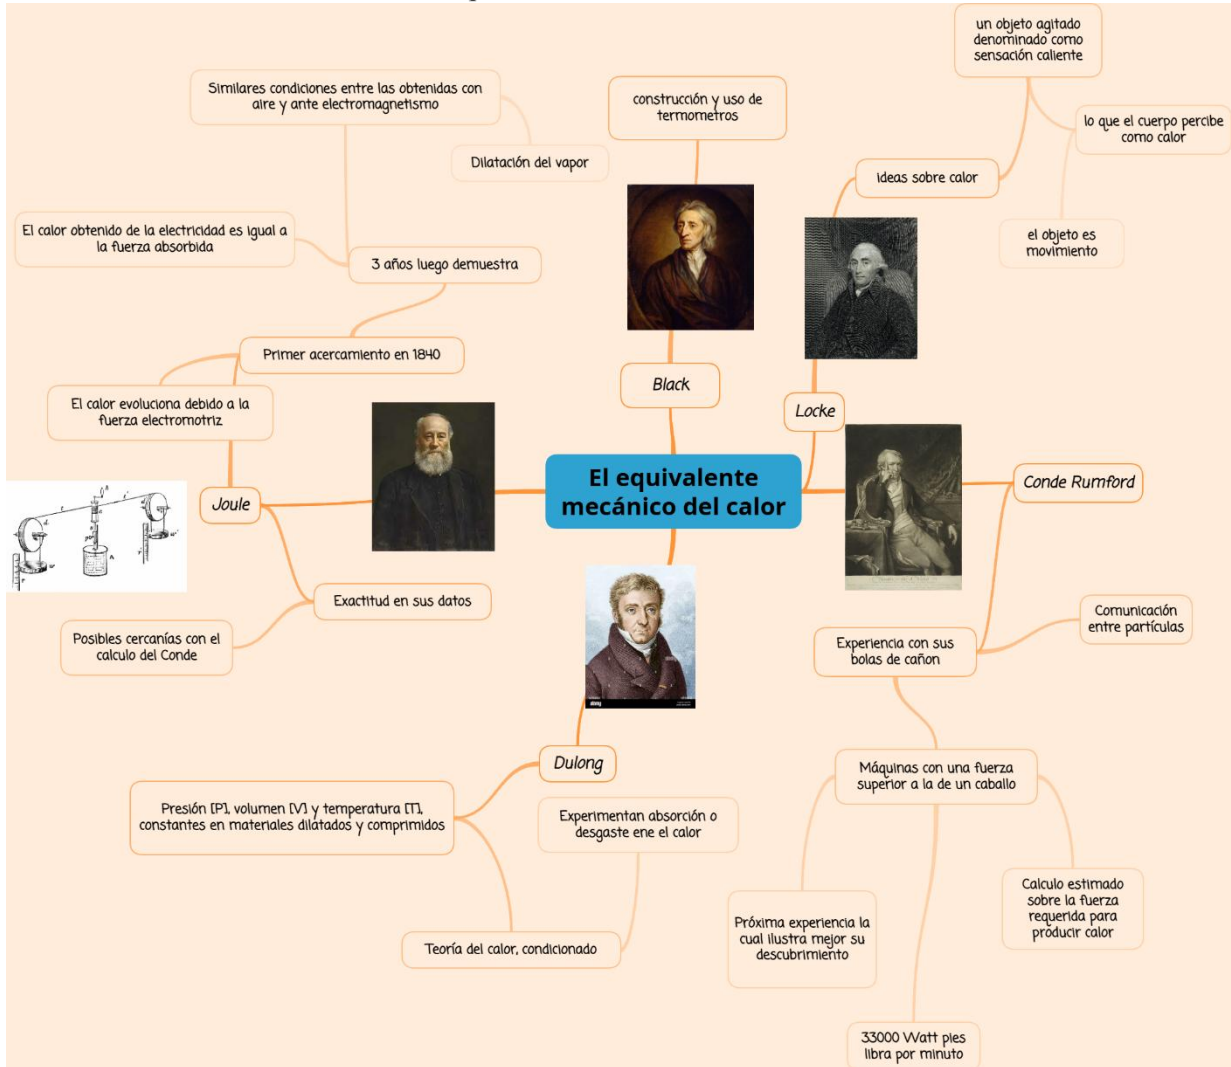 un objeto agitado
denominado como
sensación caliente
Similares condiciones entre las obtenidas con
aire y ante electromagnetismo
construcción y uso de
termometros
lo que el cuerpo percibe
como calor
Dilatación del vapor
ideas sobre calor
El calor obtenido de la electricidad es igual a
la fuerza absorbida
el objeto es
movimiento
3 años luego demuestra
Primer acercamiento en 1840
Black
El calor evoluciona debido a la
fuerza electromotriz
Locke
El equivalente
mecánico del calor
Conde Rumford
Joule
Exactitud en sus datos
Posibles cercanías con el
calculo del Conde
Comunicación
entre partículas
Experiencia con sus
bolas de cañon
alamy
Dulong
Máquinas con una fuerza
superior a la de un caballo
Presión [P], volumen [V] y temperatura [T],
constantes en materiales dilatados y comprimidos
Experimentan absorción o
desgaste ene el calor
Calculo estimado
sobre la fuerza
requerida para
producir calor
Próxima experiencia la
cual ilustra mejor su
descubrimiento
Teoría del calor, condicionado
33000 Watt pies
libra por minuto